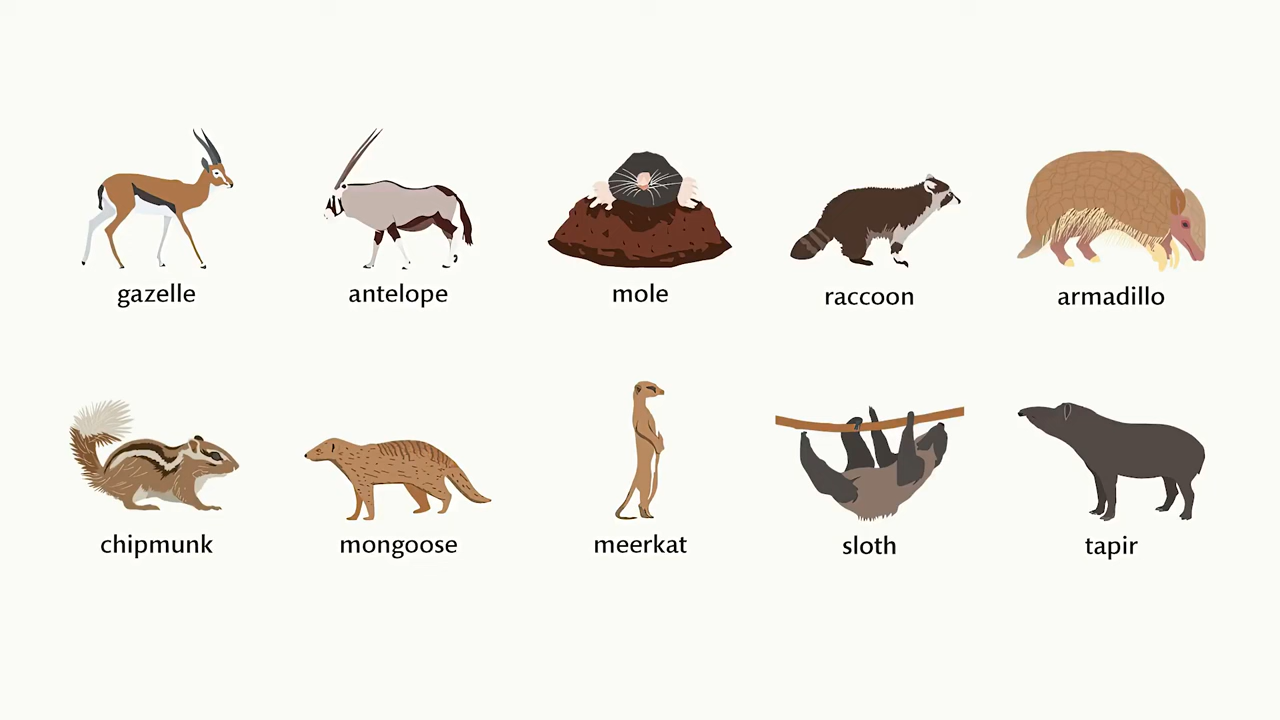 gazelle
antelope
mole
raccoon
armadillo
chipmunk
mongoose
meerkat
sloth
tapir